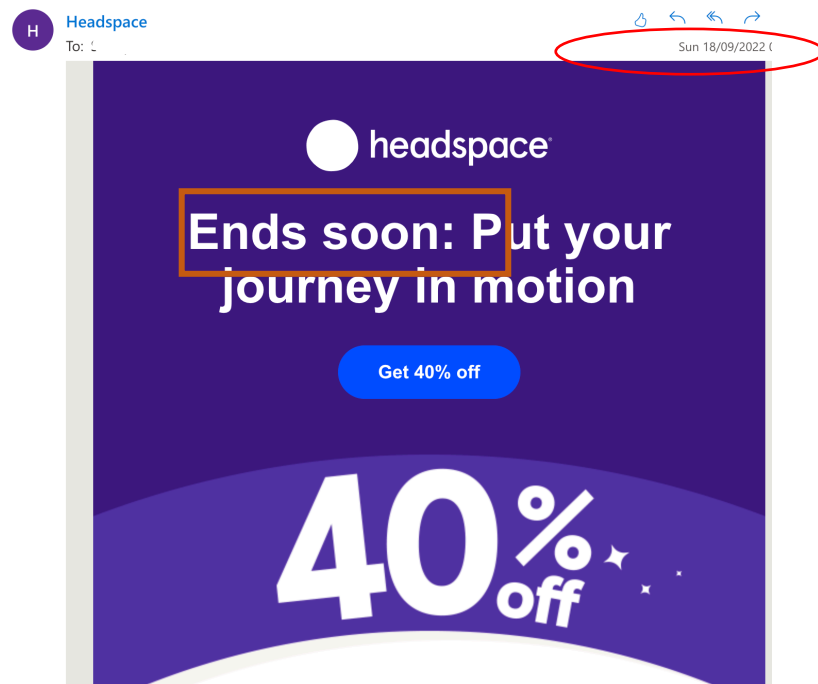 H
Headspace
To:
Sun 18/09/2022
headspace
Ends soon: Put your
journey in motion
Get 40% off
40%
off